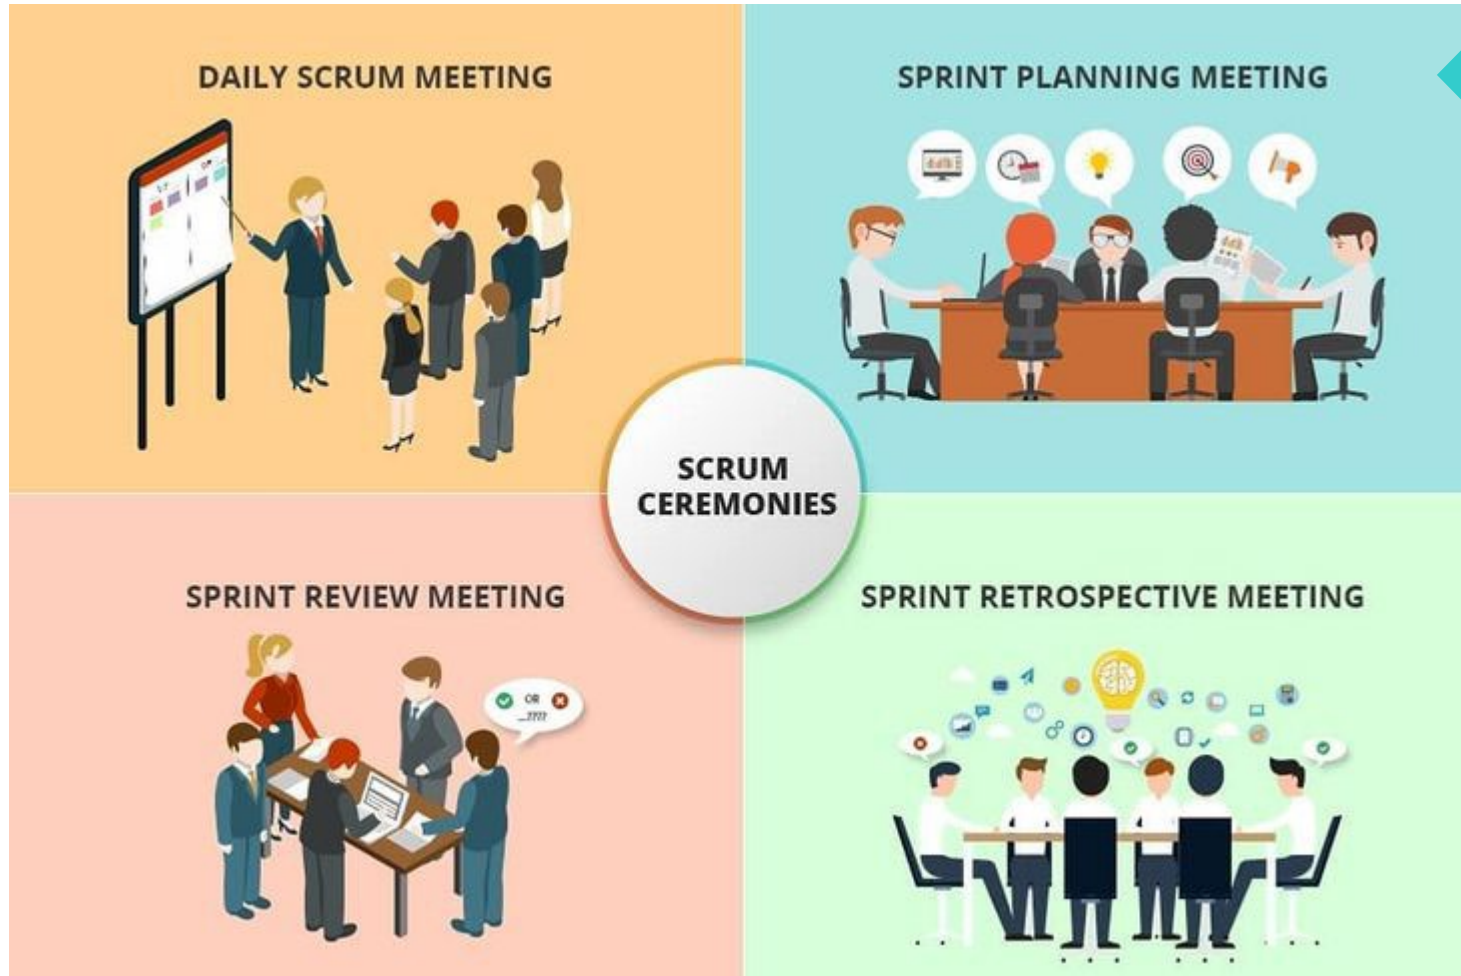 DAILY SCRUM MEETING
SPRINT PLANNING MEETING
SCRUM
CEREMONIES
SPRINT REVIEW MEETING
OR
...????
SPRINT RETROSPECTIVE MEETING